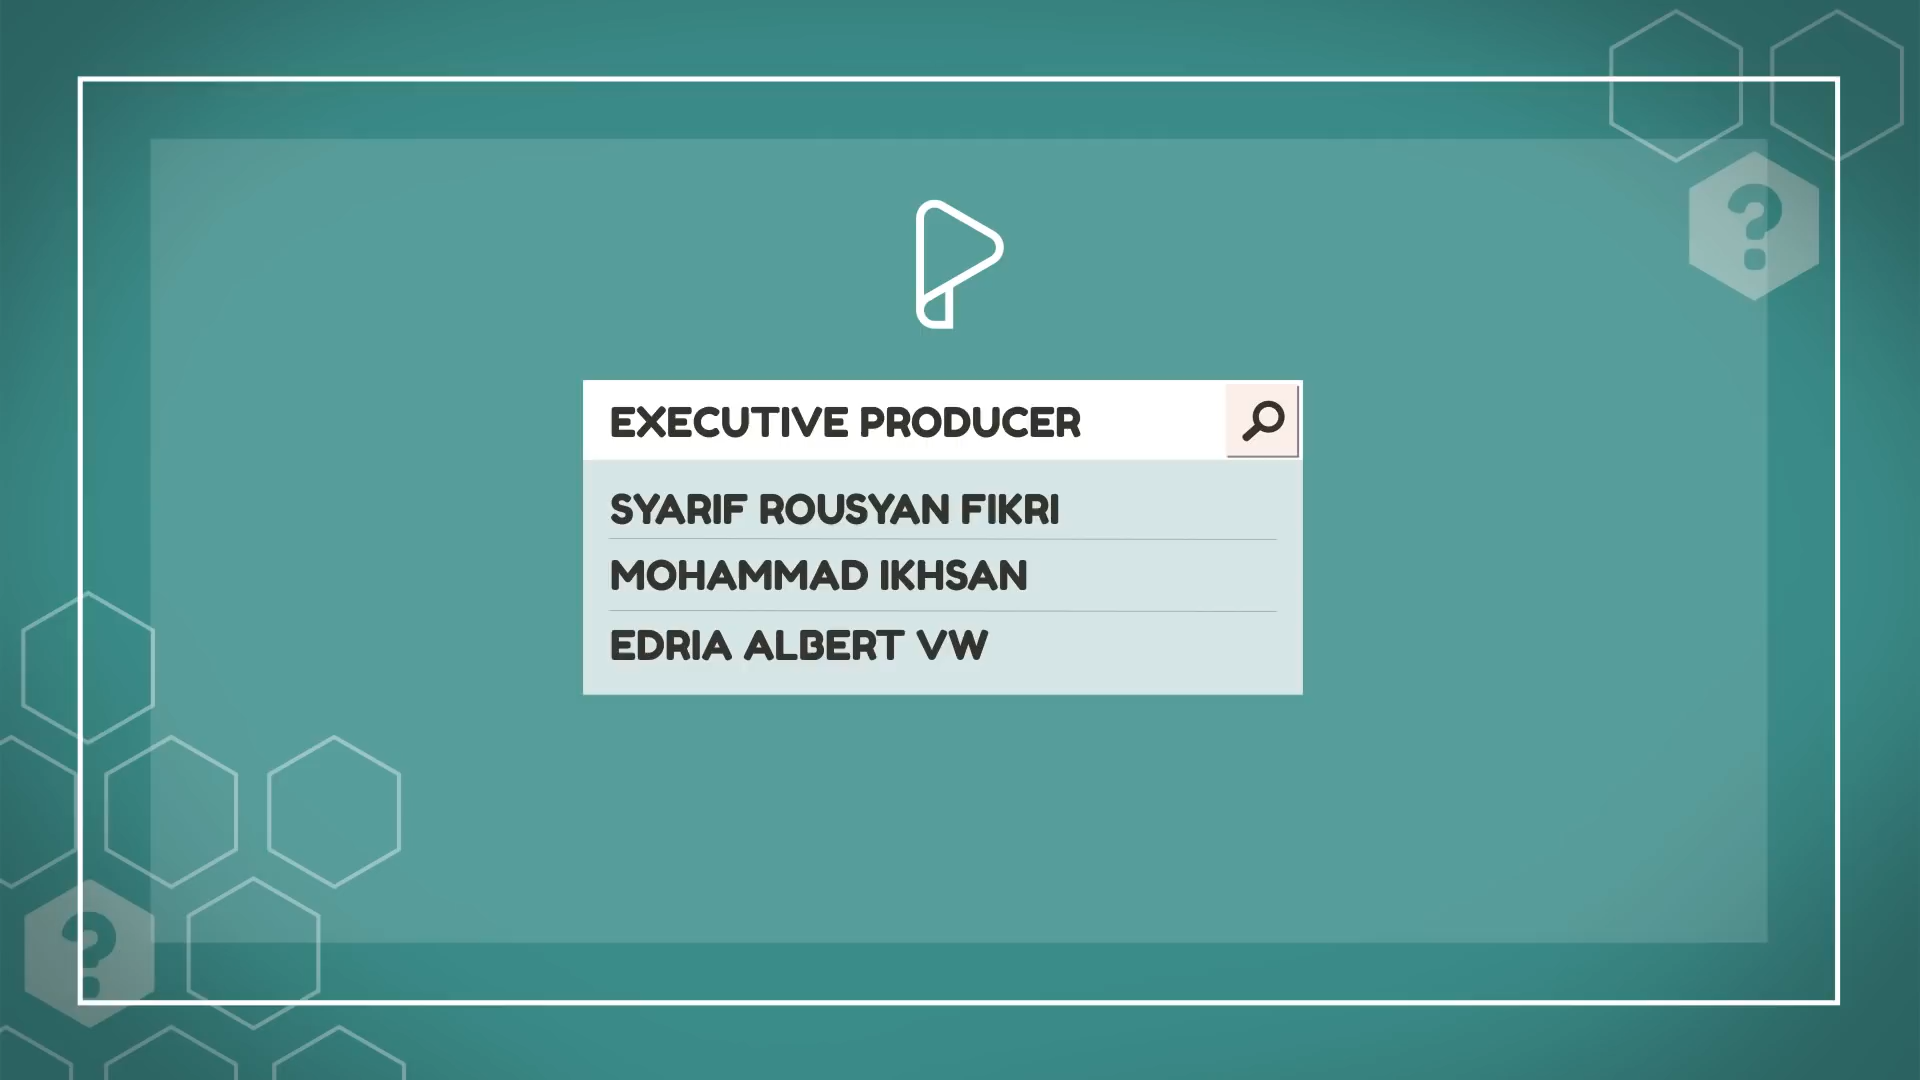 EXECUTIVE PRODUCER
SYARIF ROUSYAN FIKRI
MOHAMMAD IKHSAN
EDRIA ALBERT VW
?
?